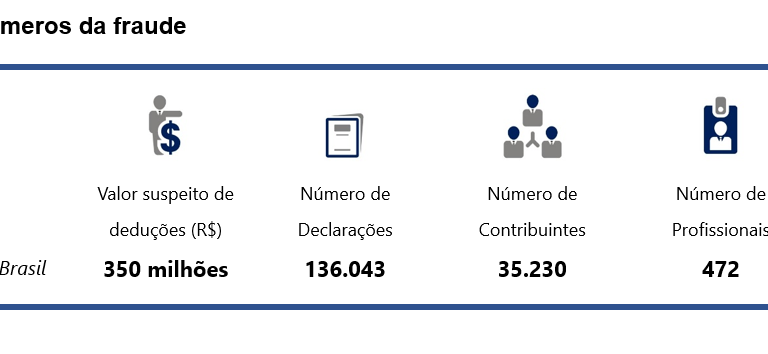 meros da fraude
Valor suspeito de deduções (R$)
Número de Declarações
Número de Contribuintes
Número de Profissionais
Brasil 350 milhões 136.043 35.230 472